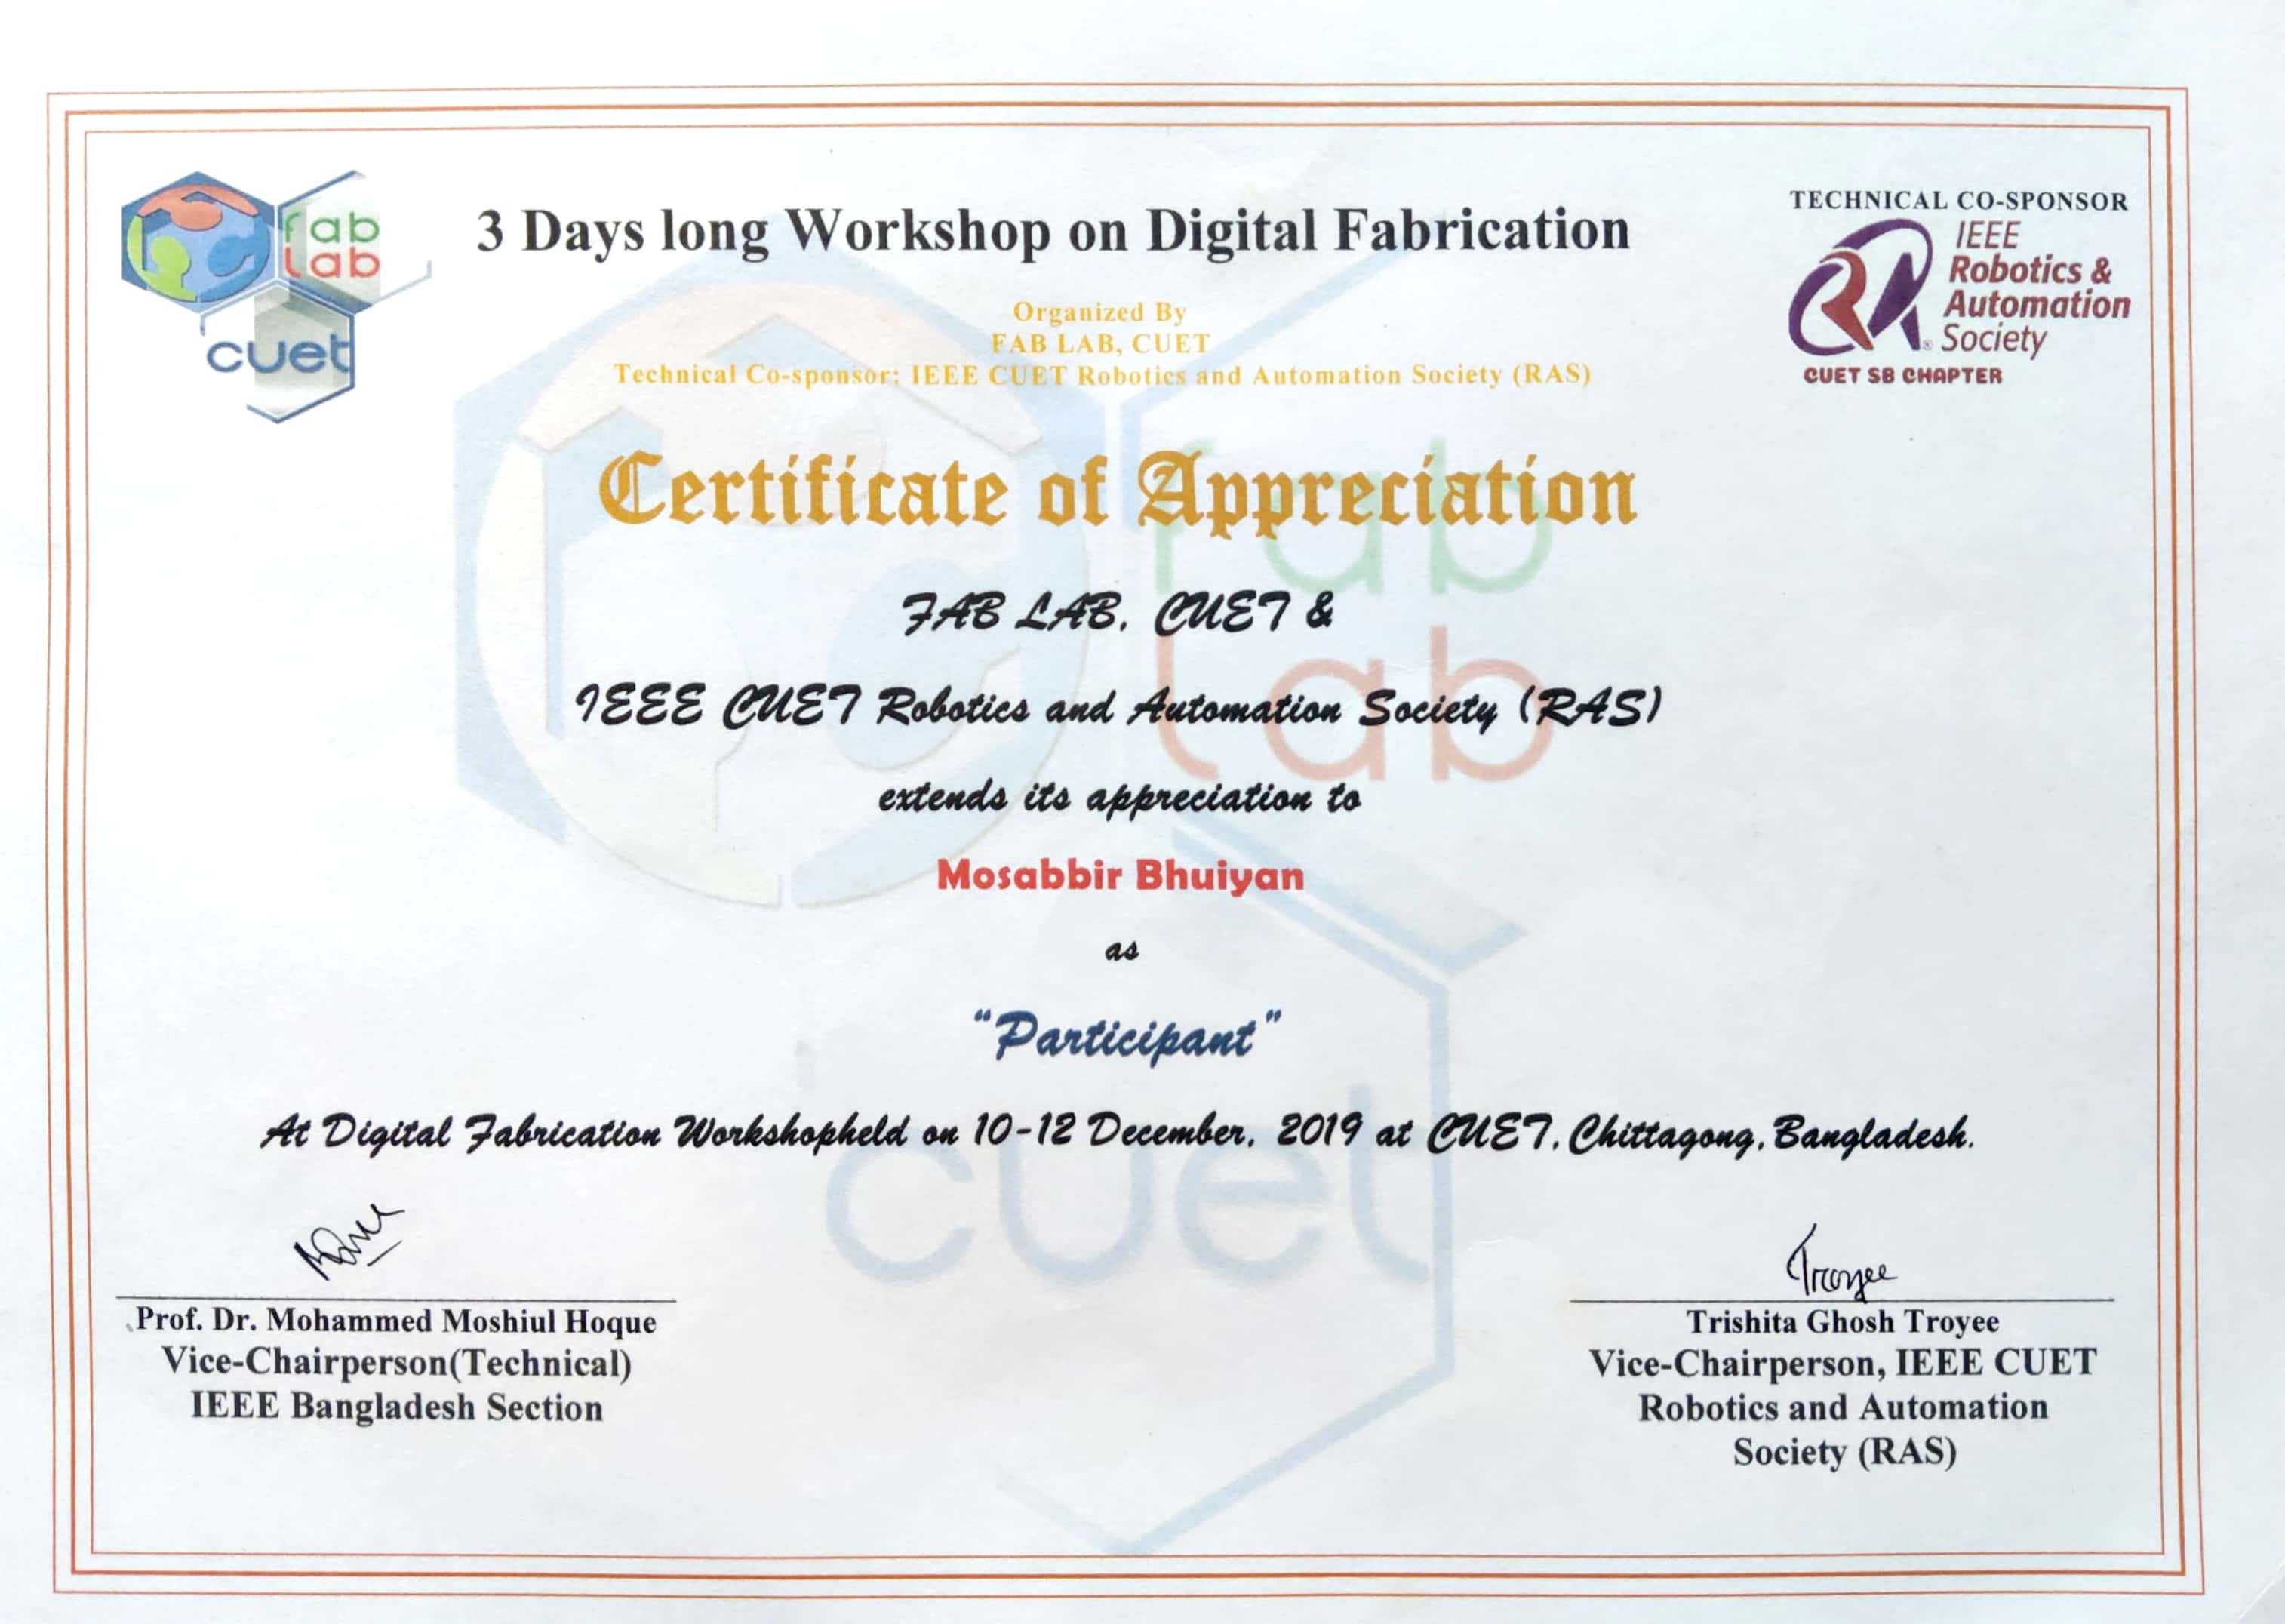 fab
lab
cuet
3 Days long Workshop on Digital Fabrication
Organized By
FAB LAB, CUET
Technical Co-sponsor: IEEE CUET Robotics and Automation Society (RAS)
TECHNICAL CO-SPONSOR
RA
IEEE
Robotics &
Automation
® Society
CUET SB CHAPTER
Certificate of Appreciation
FAB LAB, CUET &
IEEE CUET Robotics and Automation Society (RAS)
extends its appreciation to
Mosabbir Bhuiyan
as
“Participant”
At Digital Fabrication Workshopheld on 10-12 December, 2019 at CUET, Chittagong, Bangladesh.
fab
lab
cuet
Prof. Dr. Mohammed Moshiul Hoque
Vice-Chairperson(Technical)
IEEE Bangladesh Section
Troyee
Trishita Ghosh Troyee
Vice-Chairperson, IEEE CUET
Robotics and Automation
Society (RAS)